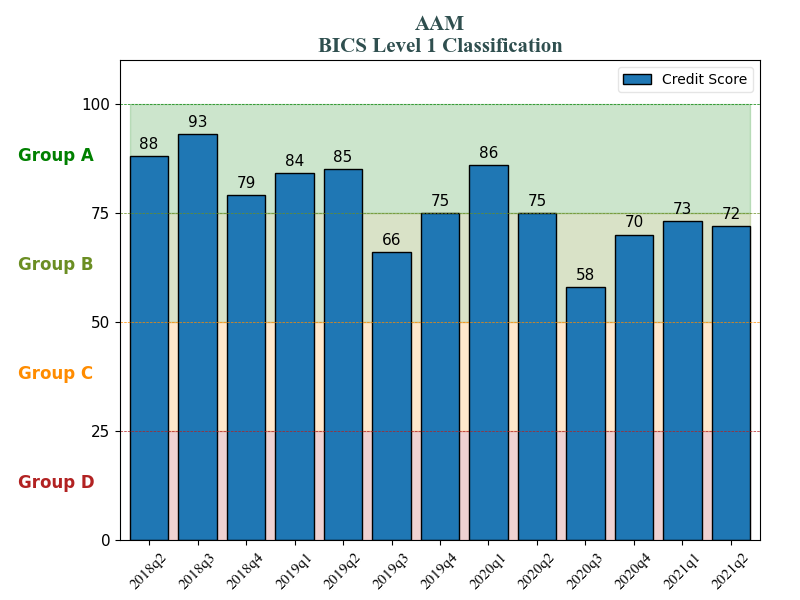 AAM
BICS Level 1 Classification
Credit Score
100
75
50
25
0
Group A
Group B
Group C
Group D
88
93
79
84
85
66
75
86
75
58
70
73
72
2018q2
2018q3
2018q4
2019q1
2019q2
2019q3
2019q4
2020q1
2020q2
2020q3
2020q4
2021q1
2021q2